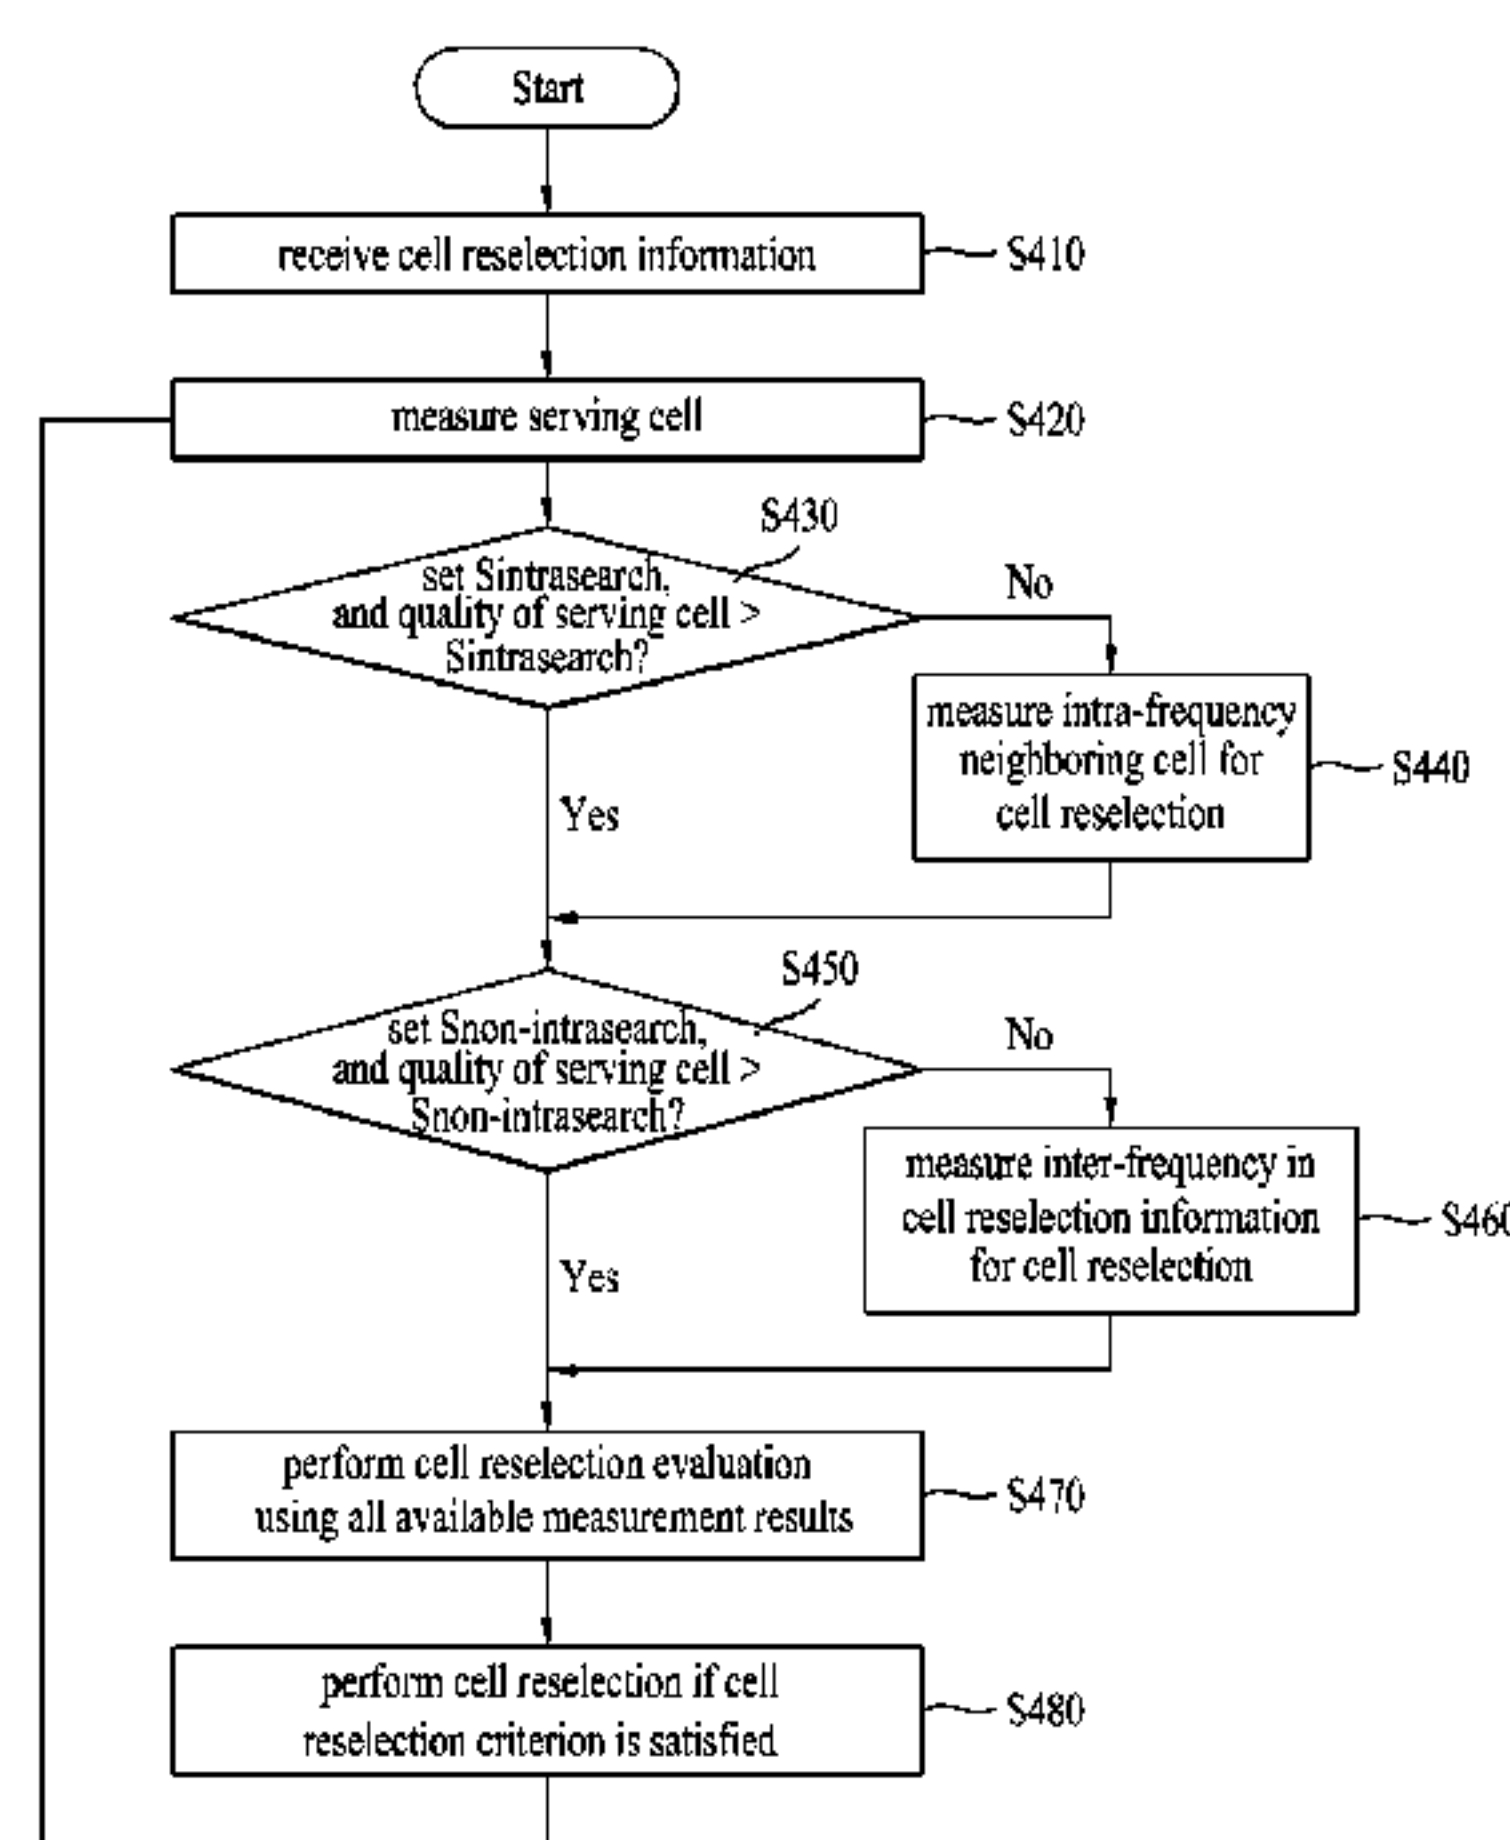 Start
receive cell reselection information
S410
measure serving cell
S420
S430
set Sintrasearch,
and quality of serving cell >
Sintrasearch?
No
measure intra-frequency
neighboring cell for
cell reselection
S440
Yes
S450
set Snon-intrasearch,
and quality of serving cell >
Snon-intrasearch?
No
measure inter-frequency in
cell reselection information
for cell reselection
S460
Yes
perform cell reselection evaluation
using all available measurement results
S470
perform cell reselection if cell
reselection criterion is satisfied
S480